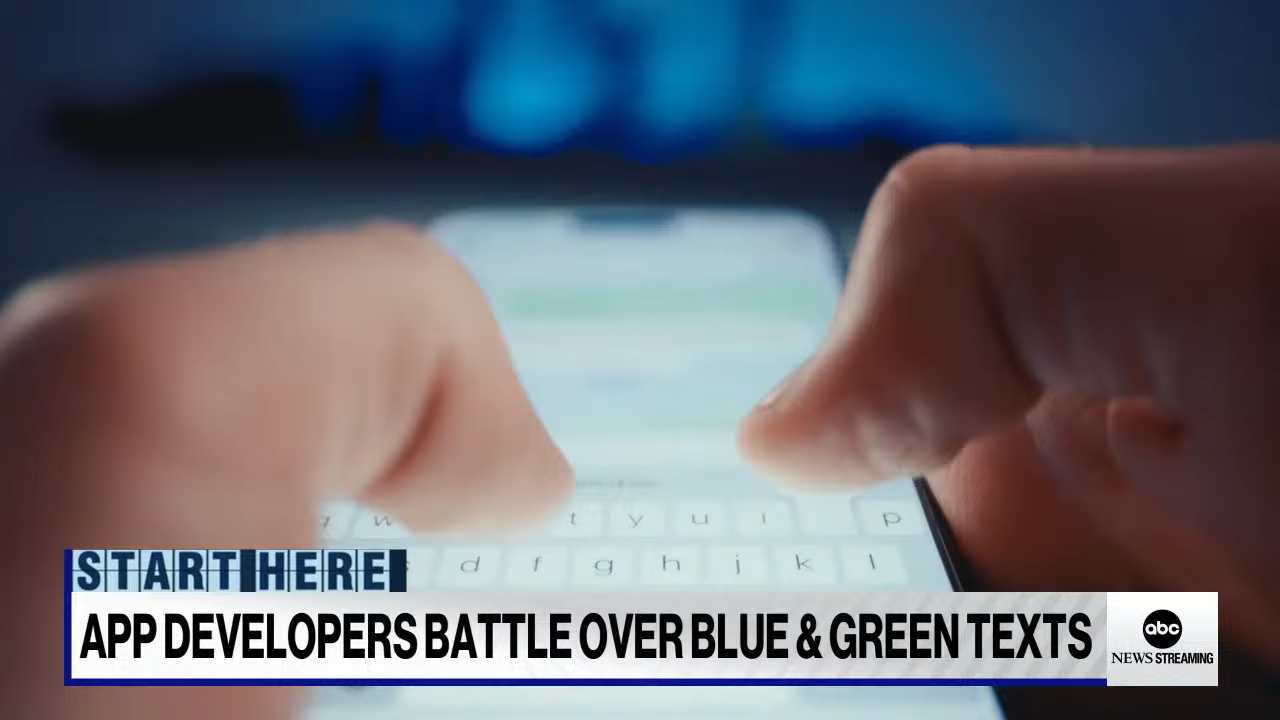 q w t y u i p
d f g h j k l
START HERE
APP DEVELOPERS BATTLE OVER BLUE & GREEN TEXTS
abc
NEWS STREAMING